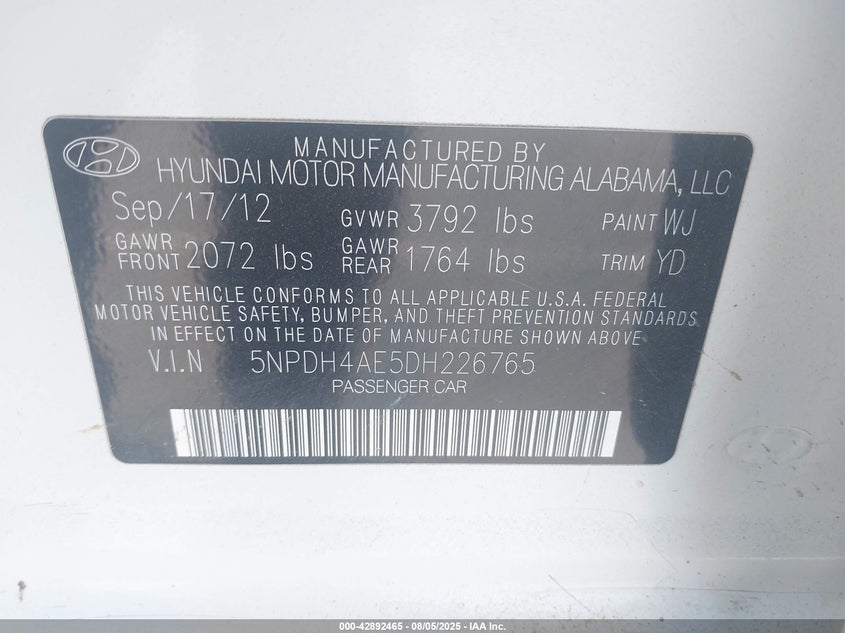 MANUFACTURED BY
HYUNDAI MOTOR MANUFACTURING ALABAMA, LLC
Sep/17/12 GVWR 3792 lbs PAINT WJ
GAWR FRONT 2072 lbs GAWR REAR 1764 lbs TRIM YD
THIS VEHICLE CONFORMS TO ALL APPLICABLE U.S.A. FEDERAL
MOTOR VEHICLE SAFETY, BUMPER, AND THEFT PREVENTION STANDARDS
IN EFFECT ON THE DATE OF MANUFACTURE SHOWN ABOVE
V.I.N 5NPDH4AE5DH226765
PASSENGER CAR
000-42892465 - 08/05/2025 - IAA Inc.